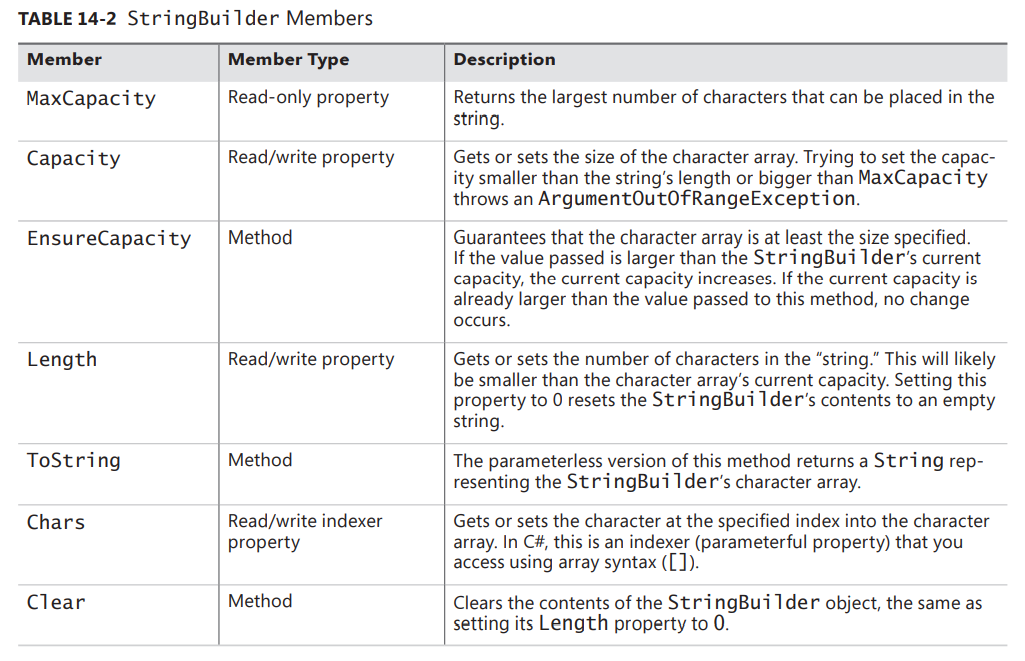 TABLE 14-2 StringBuilder Members
Member Member Type Description
MaxCapacity Read-only property Returns the largest number of characters that can be placed in the
string.
Capacity Read/write property Gets or sets the size of the character array. Trying to set the capac-
ity smaller than the string’s length or bigger than MaxCapacity
throws an ArgumentOutOfRangeException.
EnsureCapacity Method Guarantees that the character array is at least the size specified.
If the value passed is larger than the StringBuilder’s current
capacity, the current capacity increases. If the current capacity is
already larger than the value passed to this method, no change
occurs.
Length Read/write property Gets or sets the number of characters in the “string.” This will likely
be smaller than the character array’s current capacity. Setting this
property to 0 resets the StringBuilder’s contents to an empty
string.
ToString Method The parameterless version of this method returns a String rep-
resenting the StringBuilder’s character array.
Chars Read/write indexer Gets or sets the character at the specified index into the character
property array. In C#, this is an indexer (parameterful property) that you
access using array syntax ([]).
Clear Method Clears the contents of the StringBuilder object, the same as
setting its Length property to 0.